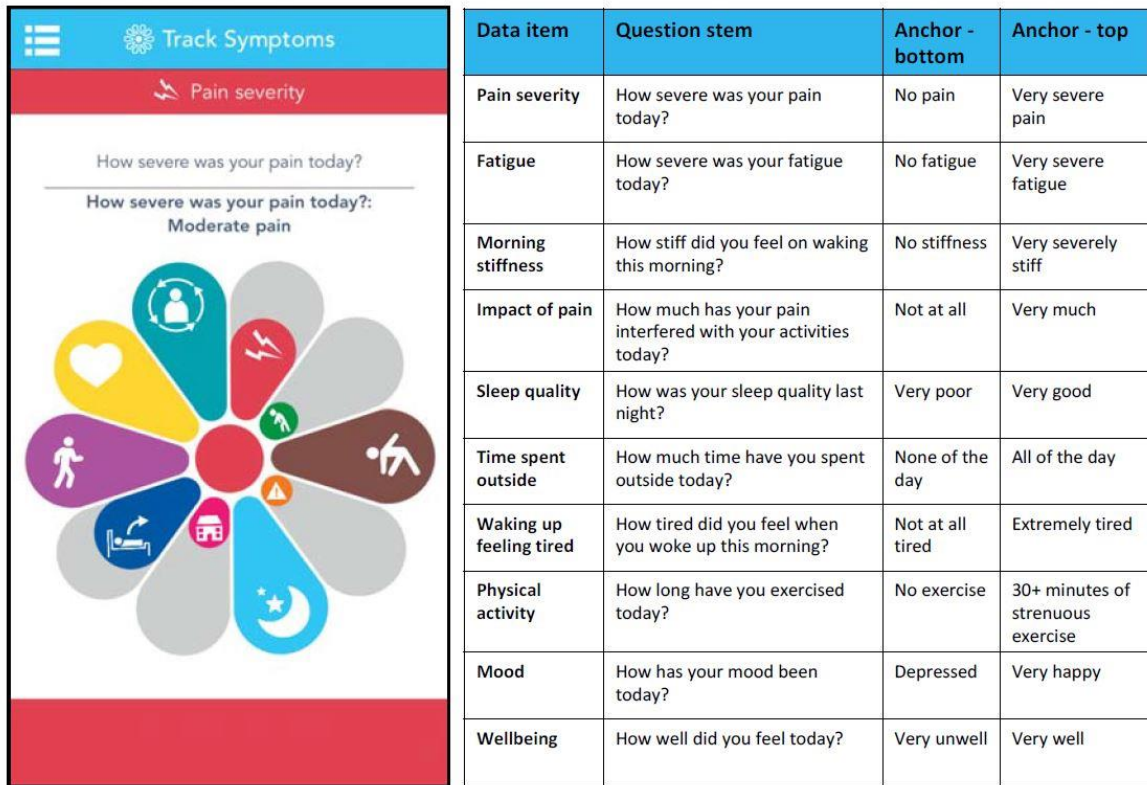 Track Symptoms
Pain severity
How severe was your pain today?
How severe was your pain today?:
Moderate pain
Data item Question stem Anchor - bottom Anchor - top
Pain severity How severe was your pain today? No pain Very severe pain
Fatigue How severe was your fatigue today? No fatigue Very severe fatigue
Morning stiffness How stiff did you feel on waking this morning? No stiffness Very severely stiff
Impact of pain How much has your pain interfered with your activities today? Not at all Very much
Sleep quality How was your sleep quality last night? Very poor Very good
Time spent outside How much time have you spent outside today? None of the day All of the day
Waking up feeling tired How tired did you feel when you woke up this morning? Not at all tired Extremely tired
Physical activity How long have you exercised today? No exercise 30+ minutes of strenuous exercise
Mood How has your mood been today? Depressed Very happy
Wellbeing How well did you feel today? Very unwell Very well